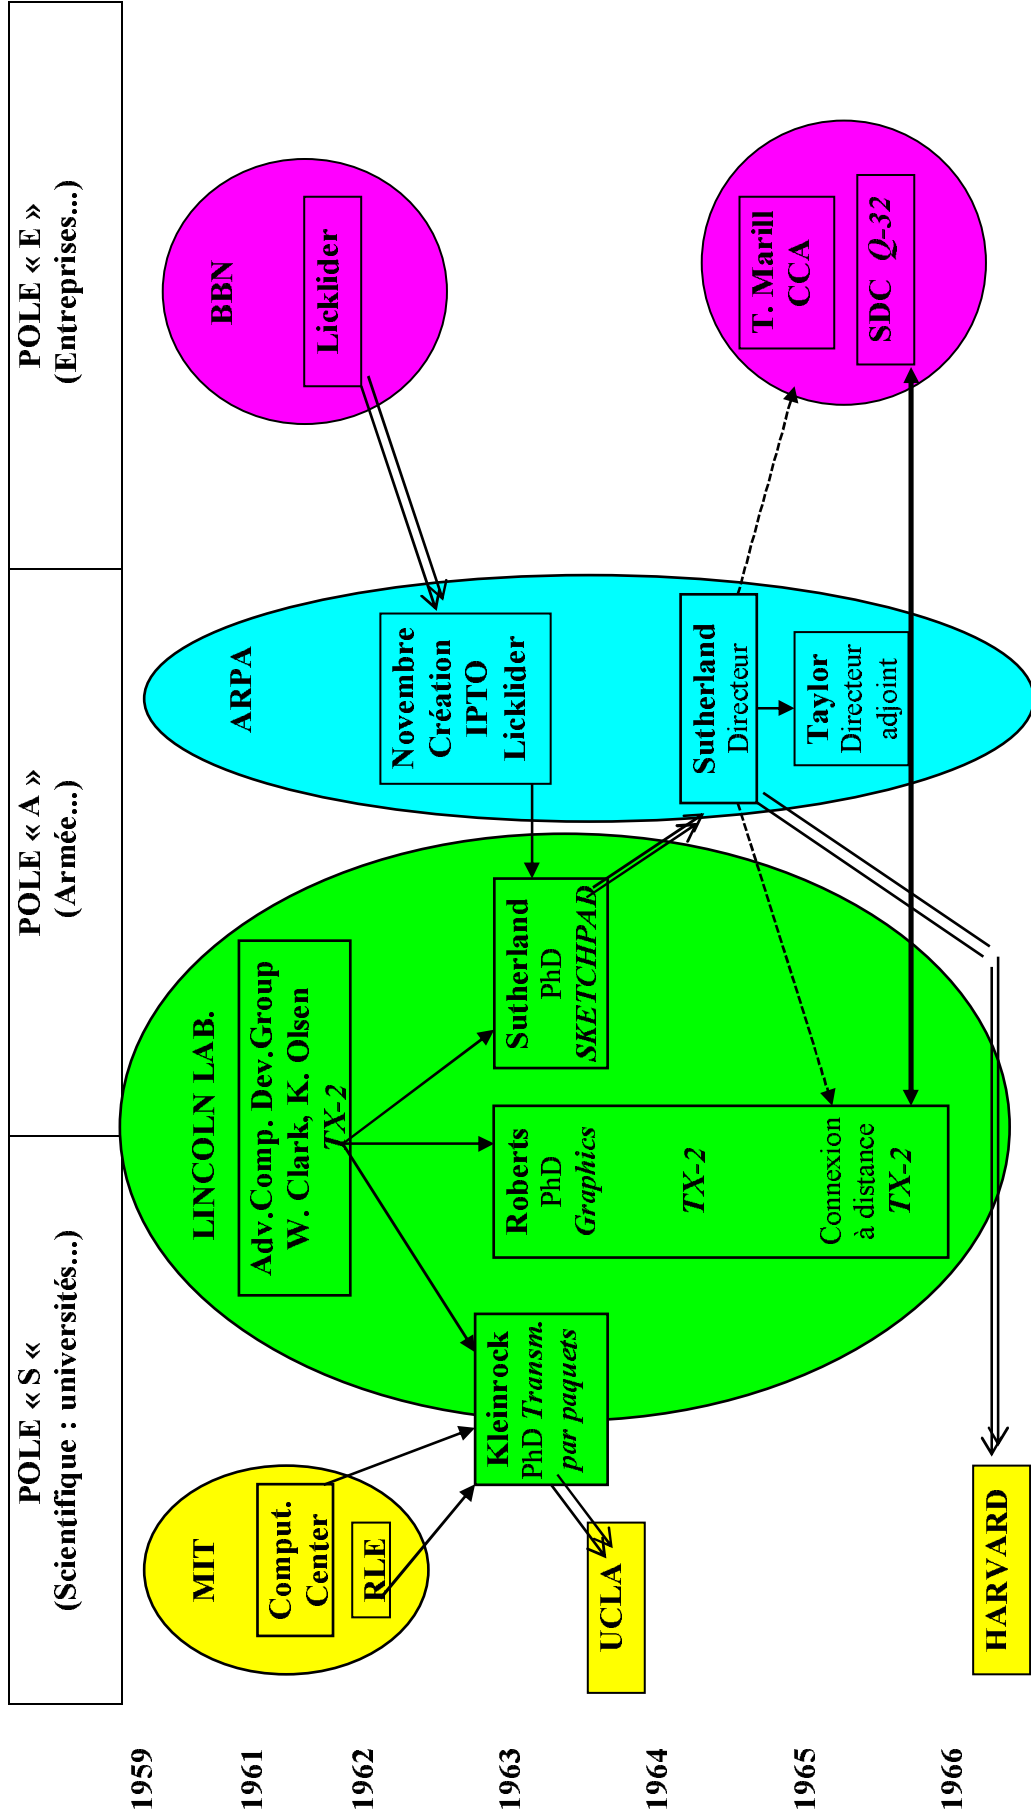 POLE « S «
(Scientifique : universités...)
POLE « A »
(Armée...)
POLE « E »
(Entreprises...)
1959
1961
1962
1963
1964
1965
1966
MIT
Comput.
Center
RLE
UCLA
HARVARD
LINCOLN LAB.
Adv.Comp. Dev.Group
W. Clark, K. Olsen
TX-2
Kleinrock
PhD Transm.
par paquets
Roberts
PhD
Graphics
TX-2
Connexion
à distance
TX-2
Sutherland
PhD
SKETCHPAD
ARPA
Novembre
Création
IPTO
Licklider
Sutherland
Directeur
Taylor
Directeur
adjoint
BBN
Licklider
T. Marill
CCA
SDC Q-32